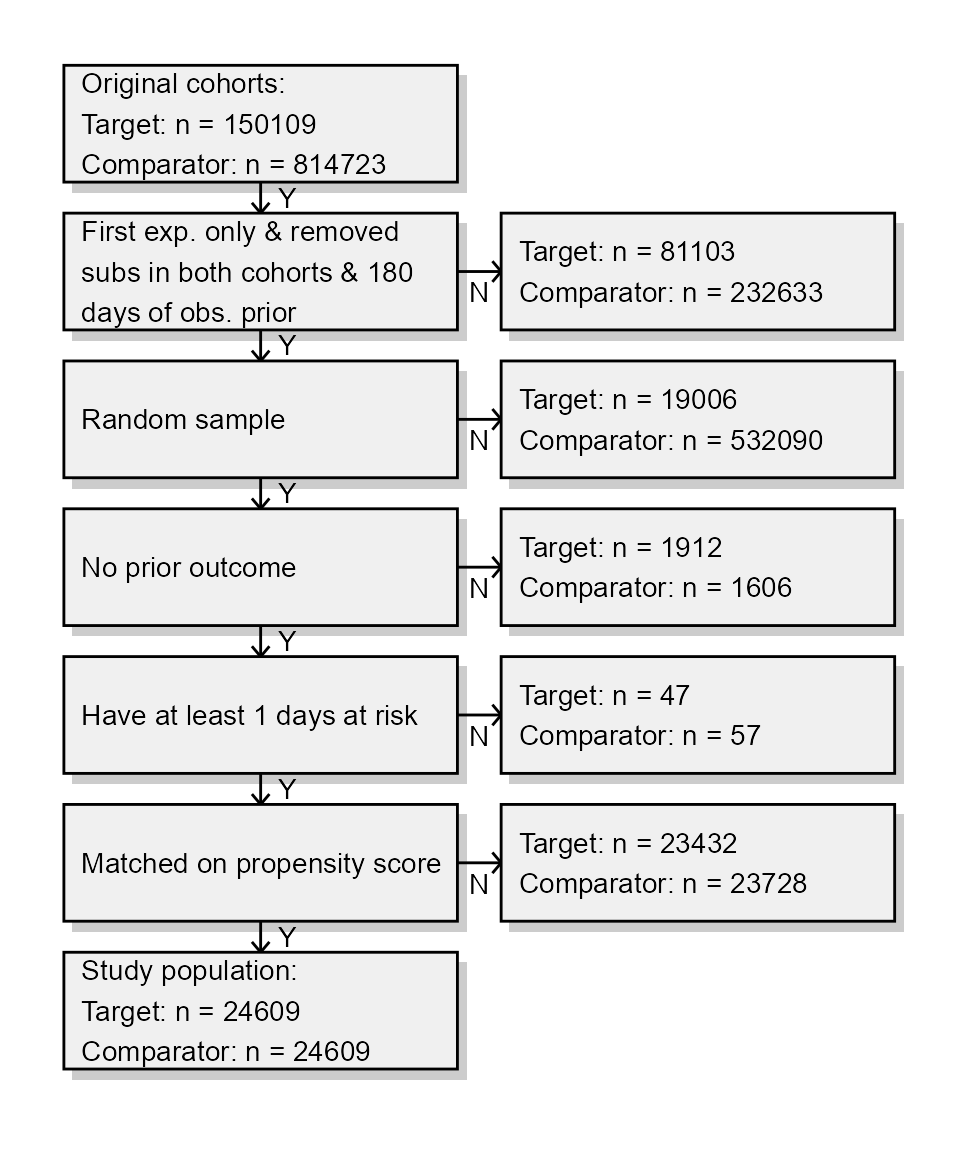 Original cohorts:
Target: n = 150109
Comparator: n = 814723
Y
First exp. only & removed
subs in both cohorts & 180
days of obs. prior
N
Target: n = 81103
Comparator: n = 232633
Y
Random sample
N
Target: n = 19006
Comparator: n = 532090
Y
No prior outcome
N
Target: n = 1912
Comparator: n = 1606
Y
Have at least 1 days at risk
N
Target: n = 47
Comparator: n = 57
Y
Matched on propensity score
N
Target: n = 23432
Comparator: n = 23728
Y
Study population:
Target: n = 24609
Comparator: n = 24609